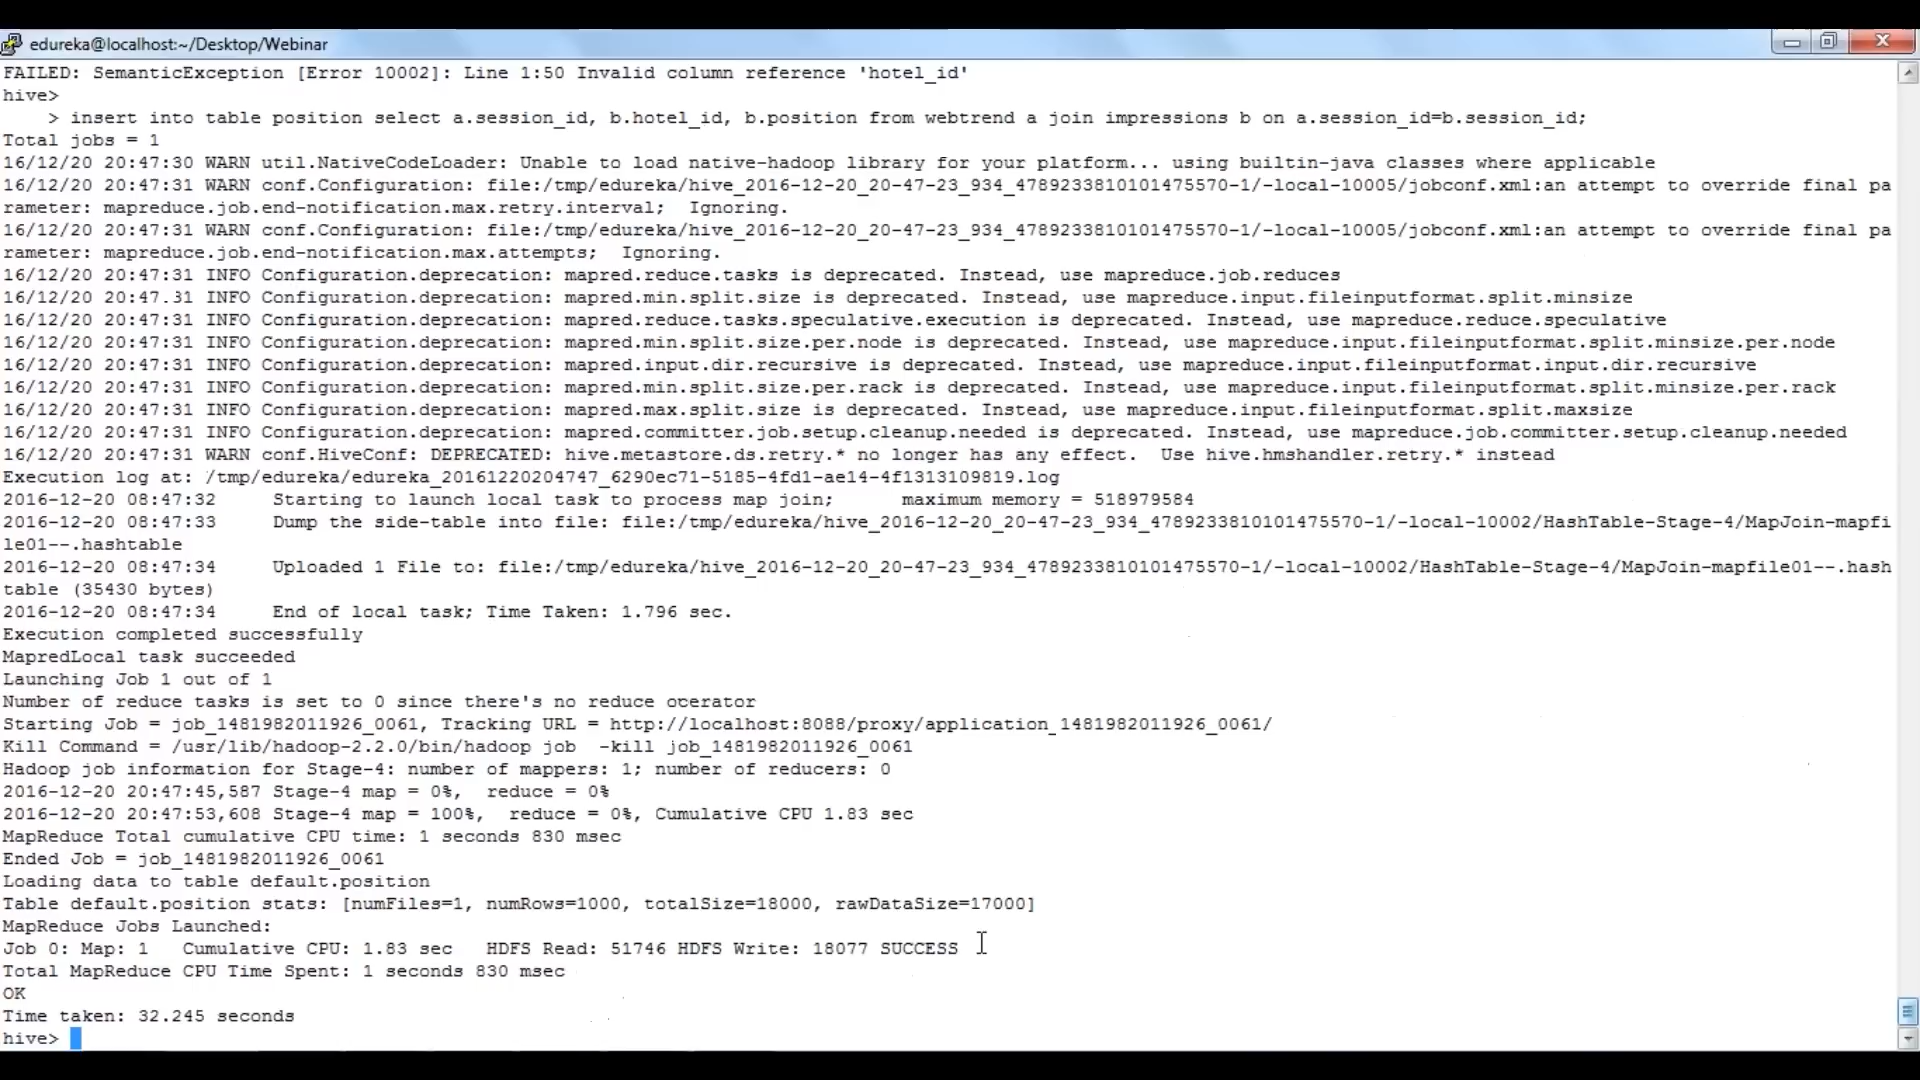 edureka@localhost:~/Desktop/Webinar
FAILED: SemanticException [Error 10002]: Line 1:50 Invalid column reference 'hotel_id'
hive>
    > insert into table position select a.session_id, b.hotel_id, b.position from webtrend a join impressions b on a.session_id=b.session_id;
Total jobs = 1
16/12/20 20:47:30 WARN util.NativeCodeLoader: Unable to load native-hadoop library for your platform... using builtin-java classes where applicable
16/12/20 20:47:31 WARN conf.Configuration: file:/tmp/edureka/hive_2016-12-20_20-47-23_934_4789233810101475570-1/-local-10005/jobconf.xml:an attempt to override final pa
rameter: mapreduce.job.end-notification.max.retry.interval;  Ignoring.
16/12/20 20:47:31 WARN conf.Configuration: file:/tmp/edureka/hive_2016-12-20_20-47-23_934_4789233810101475570-1/-local-10005/jobconf.xml:an attempt to override final pa
rameter: mapreduce.job.end-notification.max.attempts;  Ignoring.
16/12/20 20:47:31 INFO Configuration.deprecation: mapred.reduce.tasks is deprecated. Instead, use mapreduce.job.reduces
16/12/20 20:47:31 INFO Configuration.deprecation: mapred.min.split.size is deprecated. Instead, use mapreduce.input.fileinputformat.split.minsize
16/12/20 20:47:31 INFO Configuration.deprecation: mapred.reduce.tasks.speculative.execution is deprecated. Instead, use mapreduce.reduce.speculative
16/12/20 20:47:31 INFO Configuration.deprecation: mapred.min.split.size.per.node is deprecated. Instead, use mapreduce.input.fileinputformat.split.minsize.per.node
16/12/20 20:47:31 INFO Configuration.deprecation: mapred.input.dir.recursive is deprecated. Instead, use mapreduce.input.fileinputformat.input.dir.recursive
16/12/20 20:47:31 INFO Configuration.deprecation: mapred.min.split.size.per.rack is deprecated. Instead, use mapreduce.input.fileinputformat.split.minsize.per.rack
16/12/20 20:47:31 INFO Configuration.deprecation: mapred.max.split.size is deprecated. Instead, use mapreduce.input.fileinputformat.split.maxsize
16/12/20 20:47:31 INFO Configuration.deprecation: mapred.committer.job.setup.cleanup.needed is deprecated. Instead, use mapreduce.job.committer.setup.cleanup.needed
16/12/20 20:47:31 WARN conf.HiveConf: DEPRECATED: hive.metastore.ds.retry.* no longer has any effect.  Use hive.hmshandler.retry.* instead
Execution log at: /tmp/edureka/edureka_20161220204747_6290ec71-5185-4fd1-ae14-4f1313109819.log
2016-12-20 08:47:32     Starting to launch local task to process map join;      maximum memory = 518979584
2016-12-20 08:47:33     Dump the side-table into file: file:/tmp/edureka/hive_2016-12-20_20-47-23_934_4789233810101475570-1/-local-10002/HashTable-Stage-4/MapJoin-mapfi
le01--.hashtable
2016-12-20 08:47:34     Uploaded 1 File to: file:/tmp/edureka/hive_2016-12-20_20-47-23_934_4789233810101475570-1/-local-10002/HashTable-Stage-4/MapJoin-mapfile01--.hash
table (35430 bytes)
2016-12-20 08:47:34     End of local task; Time Taken: 1.796 sec.
Execution completed successfully
MapredLocal task succeeded
Launching Job 1 out of 1
Number of reduce tasks is set to 0 since there's no reduce operator
Starting Job = job_1481982011926_0061, Tracking URL = http://localhost:8088/proxy/application_1481982011926_0061/
Kill Command = /usr/lib/hadoop-2.2.0/bin/hadoop job  -kill job_1481982011926_0061
Hadoop job information for Stage-4: number of mappers: 1; number of reducers: 0
2016-12-20 20:47:45,587 Stage-4 map = 0%,  reduce = 0%
2016-12-20 20:47:53,608 Stage-4 map = 100%,  reduce = 0%, Cumulative CPU 1.83 sec
MapReduce Total cumulative CPU time: 1 seconds 830 msec
Ended Job = job_1481982011926_0061
Loading data to table default.position
Table default.position stats: [numFiles=1, numRows=1000, totalSize=18000, rawDataSize=17000]
MapReduce Jobs Launched:
Job 0: Map: 1   Cumulative CPU: 1.83 sec   HDFS Read: 51746 HDFS Write: 18077 SUCCESS
Total MapReduce CPU Time Spent: 1 seconds 830 msec
OK
Time taken: 32.245 seconds
hive>